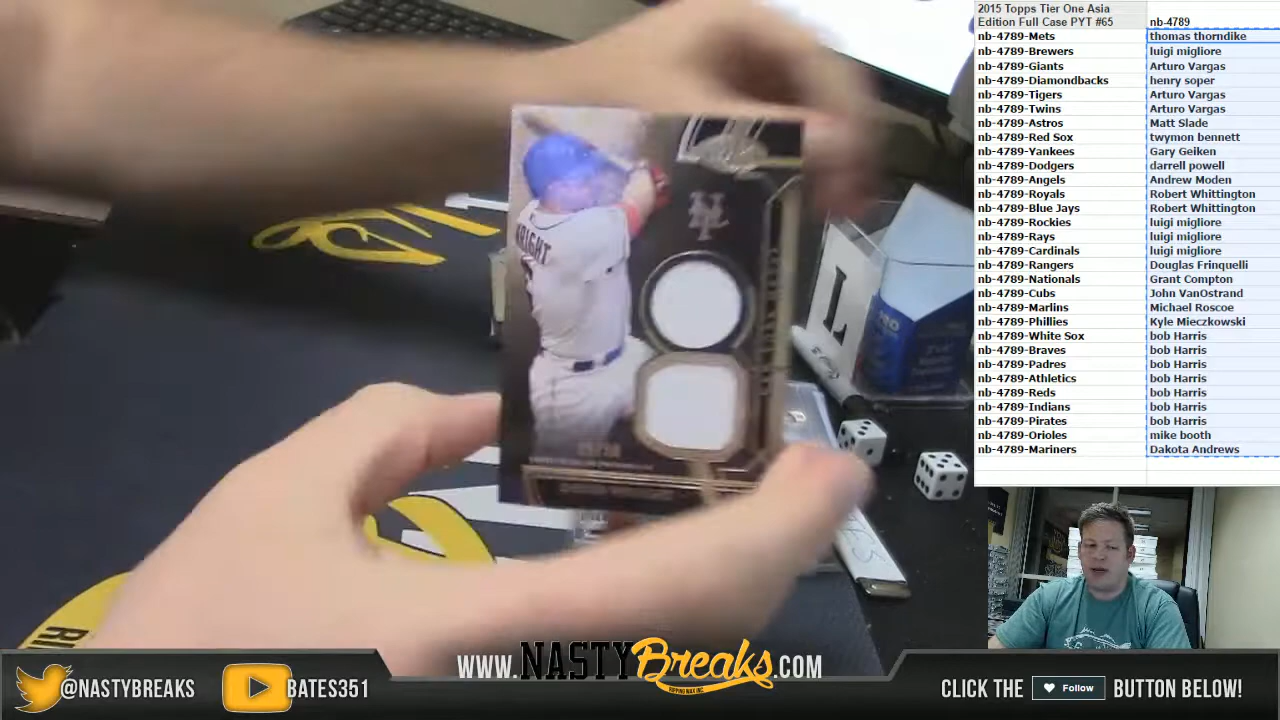 2015 Topps Tier One Asia
Edition Full Case PYT #65 nb-4789
nb-4789-Mets thomas thorndike
nb-4789-Brewers luigi migliore
nb-4789-Giants Arturo Vargas
nb-4789-Diamondbacks henry soper
nb-4789-Tigers Arturo Vargas
nb-4789-Twins Arturo Vargas
nb-4789-Astros Matt Slade
nb-4789-Red Sox twymon bennett
nb-4789-Yankees Gary Geiken
nb-4789-Dodgers darrell powell
nb-4789-Angels Andrew Moden
nb-4789-Royals Robert Whittington
nb-4789-Blue Jays Robert Whittington
nb-4789-Rockies luigi migliore
nb-4789-Rays luigi migliore
nb-4789-Cardinals luigi migliore
nb-4789-Rangers Douglas Frinquelli
nb-4789-Nationals Grant Compton
nb-4789-Cubs John VanOstrand
nb-4789-Marlins Michael Roscoe
nb-4789-Phillies Kyle Mieczkowski
nb-4789-White Sox bob Harris
nb-4789-Braves bob Harris
nb-4789-Padres bob Harris
nb-4789-Athletics bob Harris
nb-4789-Reds bob Harris
nb-4789-Indians bob Harris
nb-4789-Pirates bob Harris
nb-4789-Orioles mike booth
nb-4789-Mariners Dakota Andrews
WRIGHT
NY
L
@NASTYBREAKS
BATES351
WWW.NASTYBreaks.COM
RIPPING WAX INC
CLICK THE Follow BUTTON BELOW!